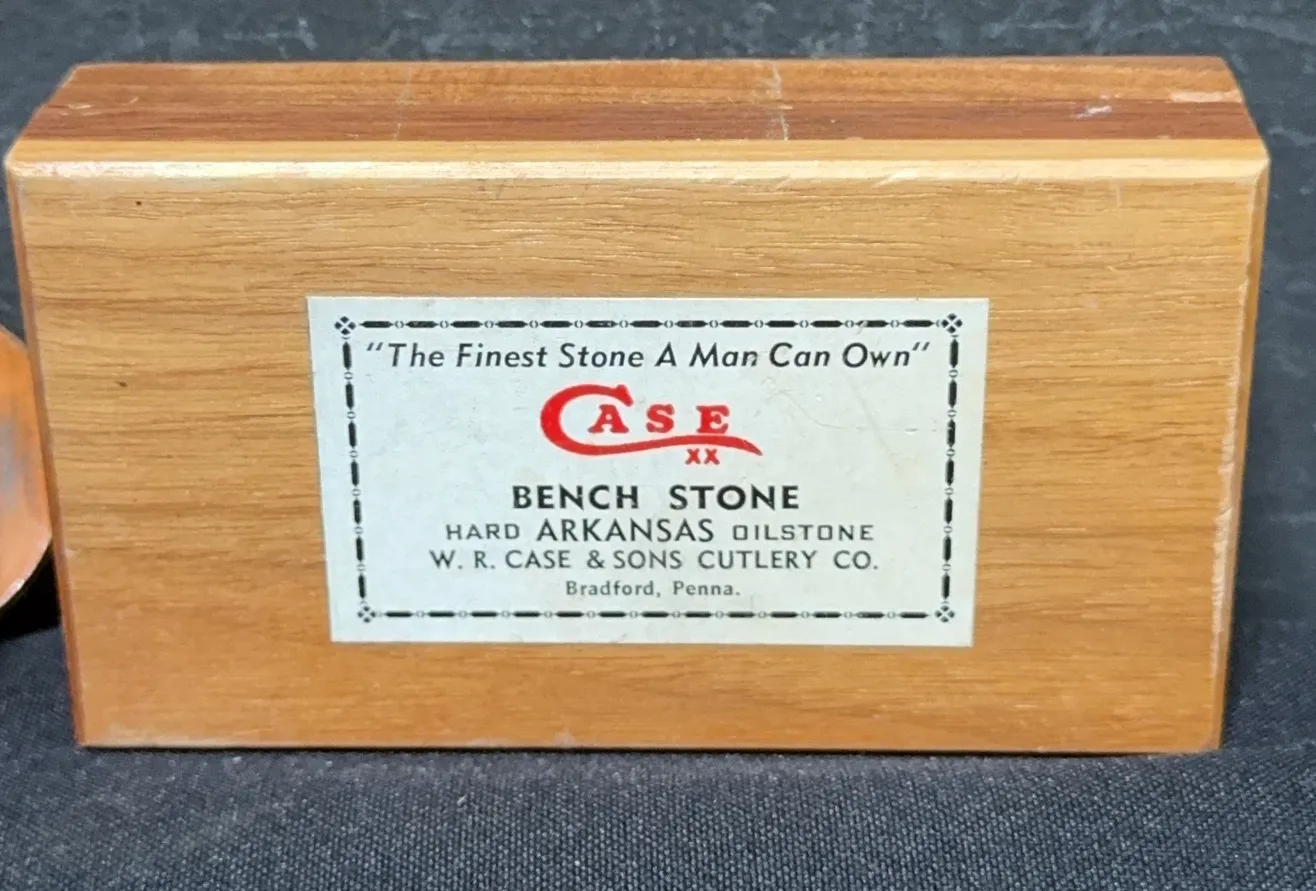 "The Finest Stone A Man Can Own"
CASE
XX
BENCH STONE
HARD ARKANSAS OILSTONE
W. R. CASE & SONS CUTLERY CO.
Bradford, Penna.